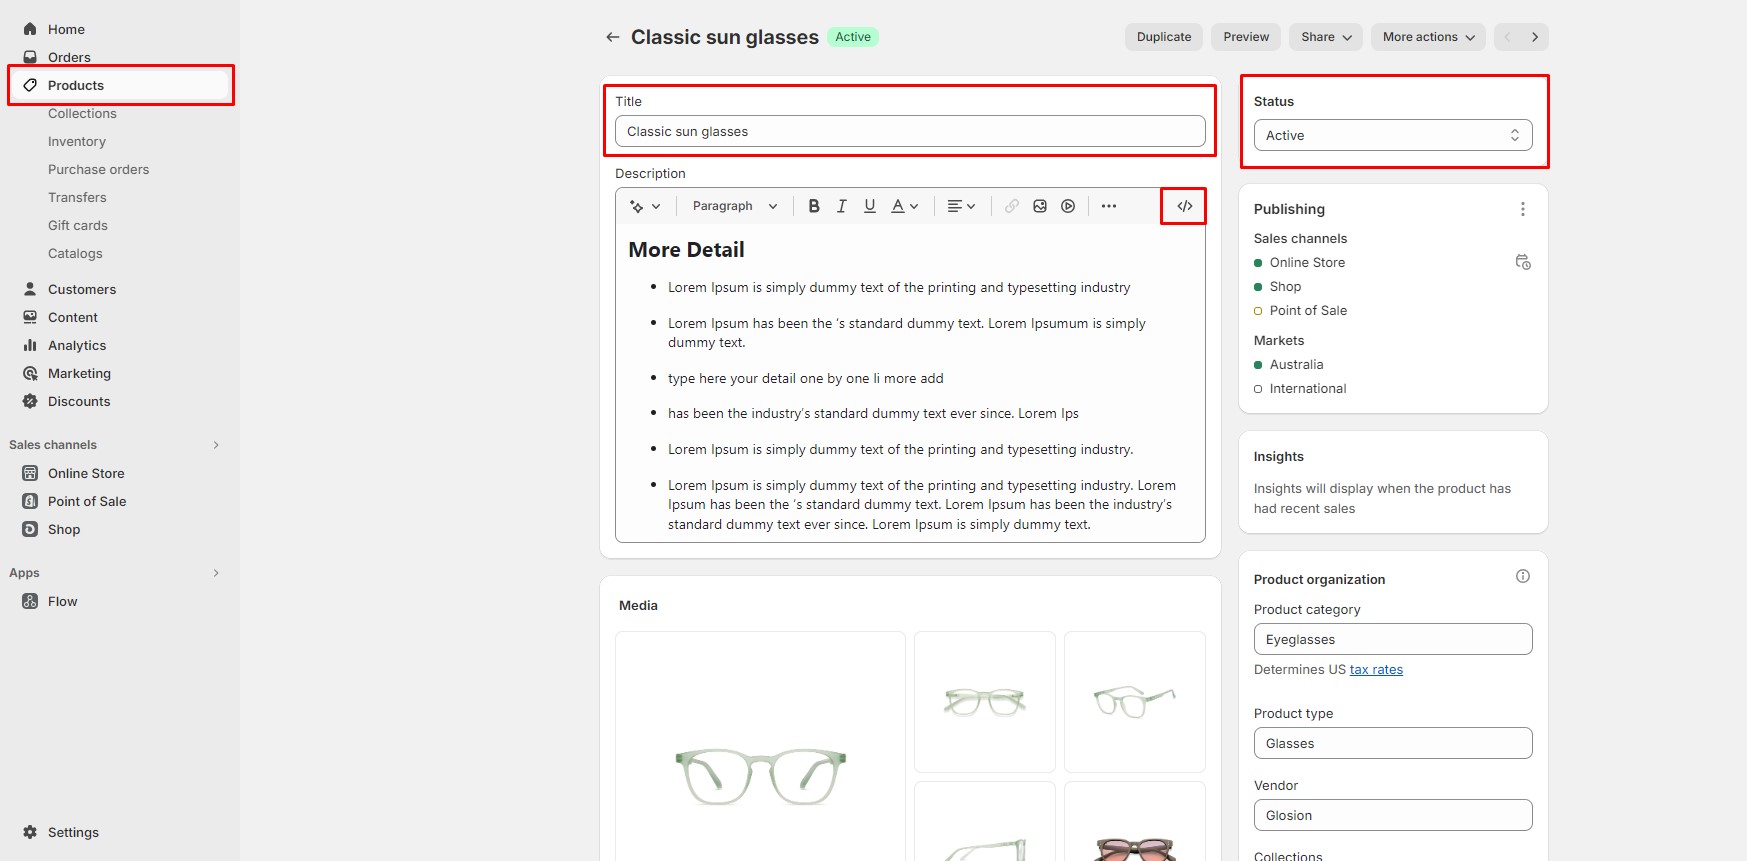 Home
Orders
Products
Collections
Inventory
Purchase orders
Transfers
Gift cards
Catalogs
Customers
Content
Analytics
Marketing
Discounts
Sales channels
Online Store
Point of Sale
Shop
Apps
Flow
Settings
Classic sun glasses Active
Duplicate Preview Share More actions
Title
Classic sun glasses
Description
Paragraph B I U A </>
More Detail
Lorem Ipsum is simply dummy text of the printing and typesetting industry
Lorem Ipsum has been the ‘s standard dummy text. Lorem Ipsumum is simply
dummy text.
type here your detail one by one li more add
has been the industry’s standard dummy text ever since. Lorem Ips
Lorem Ipsum is simply dummy text of the printing and typesetting industry.
Lorem Ipsum is simply dummy text of the printing and typesetting industry. Lorem
Ipsum has been the ‘s standard dummy text. Lorem Ipsum has been the industry’s
standard dummy text ever since. Lorem Ipsum is simply dummy text.
Media
Status
Active
Publishing
Sales channels
Online Store
Shop
Point of Sale
Markets
Australia
International
Insights
Insights will display when the product has
had recent sales
Product organization
Product category
Eyeglasses
Determines US tax rates
Product type
Glasses
Vendor
Glosion
Collections